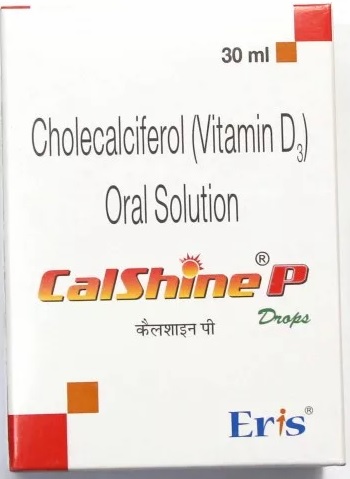 30 ml
Cholecalciferol (Vitamin D₃)
Oral Solution
CalShine® P
Drops
कैलशाइन पी
Eris®